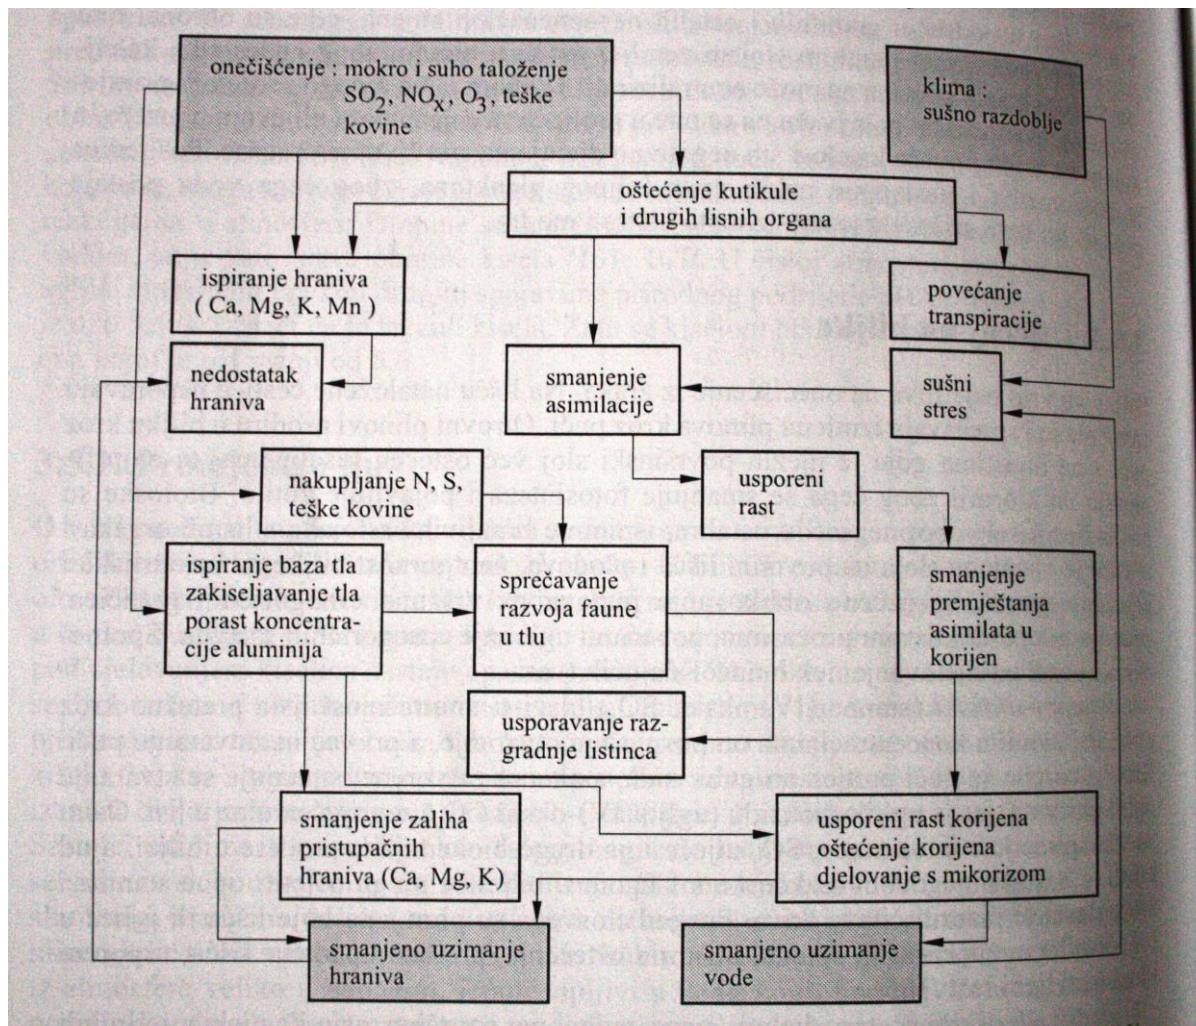 onečišćenje : mokro i suho taloženje
SO₂, NOₓ, O₃, teške
kovine
klima :
sušno razdoblje
oštećenje kutikule
i drugih lisnih organa
ispiranje hraniva
( Ca, Mg, K, Mn )
povećanje
transpiracije
nedostatak
hraniva
smanjenje
asimilacije
sušni
stres
nakupljanje N, S,
teške kovine
usporeni
rast
ispiranje baza tla
zakiseljavanje tla
porast koncentra-
cije aluminija
sprečavanje
razvoja faune
u tlu
smanjenje
premještanja
asimilata u
korijen
usporavanje raz-
gradnje listinca
smanjenje zaliha
pristupačnih
hraniva (Ca, Mg, K)
usporeni rast korijena
oštećenje korijena
djelovanje s mikorizom
smanjeno uzimanje
hraniva
smanjeno uzimanje
vode